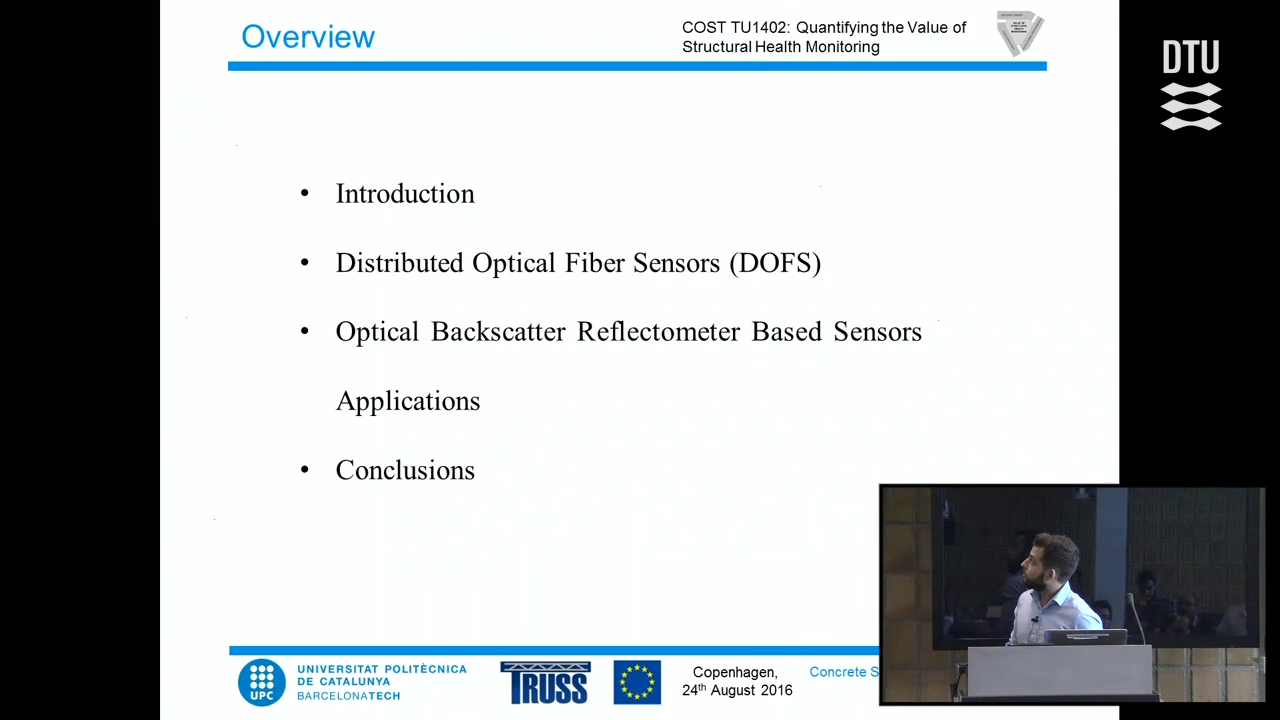 Overview
COST TU1402: Quantifying the Value of
Structural Health Monitoring
DTU
• Introduction
• Distributed Optical Fiber Sensors (DOFS)
• Optical Backscatter Reflectometer Based Sensors
Applications
• Conclusions
UNIVERSITAT POLITÈCNICA
DE CATALUNYA
BARCELONATECH
UPC
TRUSS
Copenhagen,
24th August 2016
Concrete S